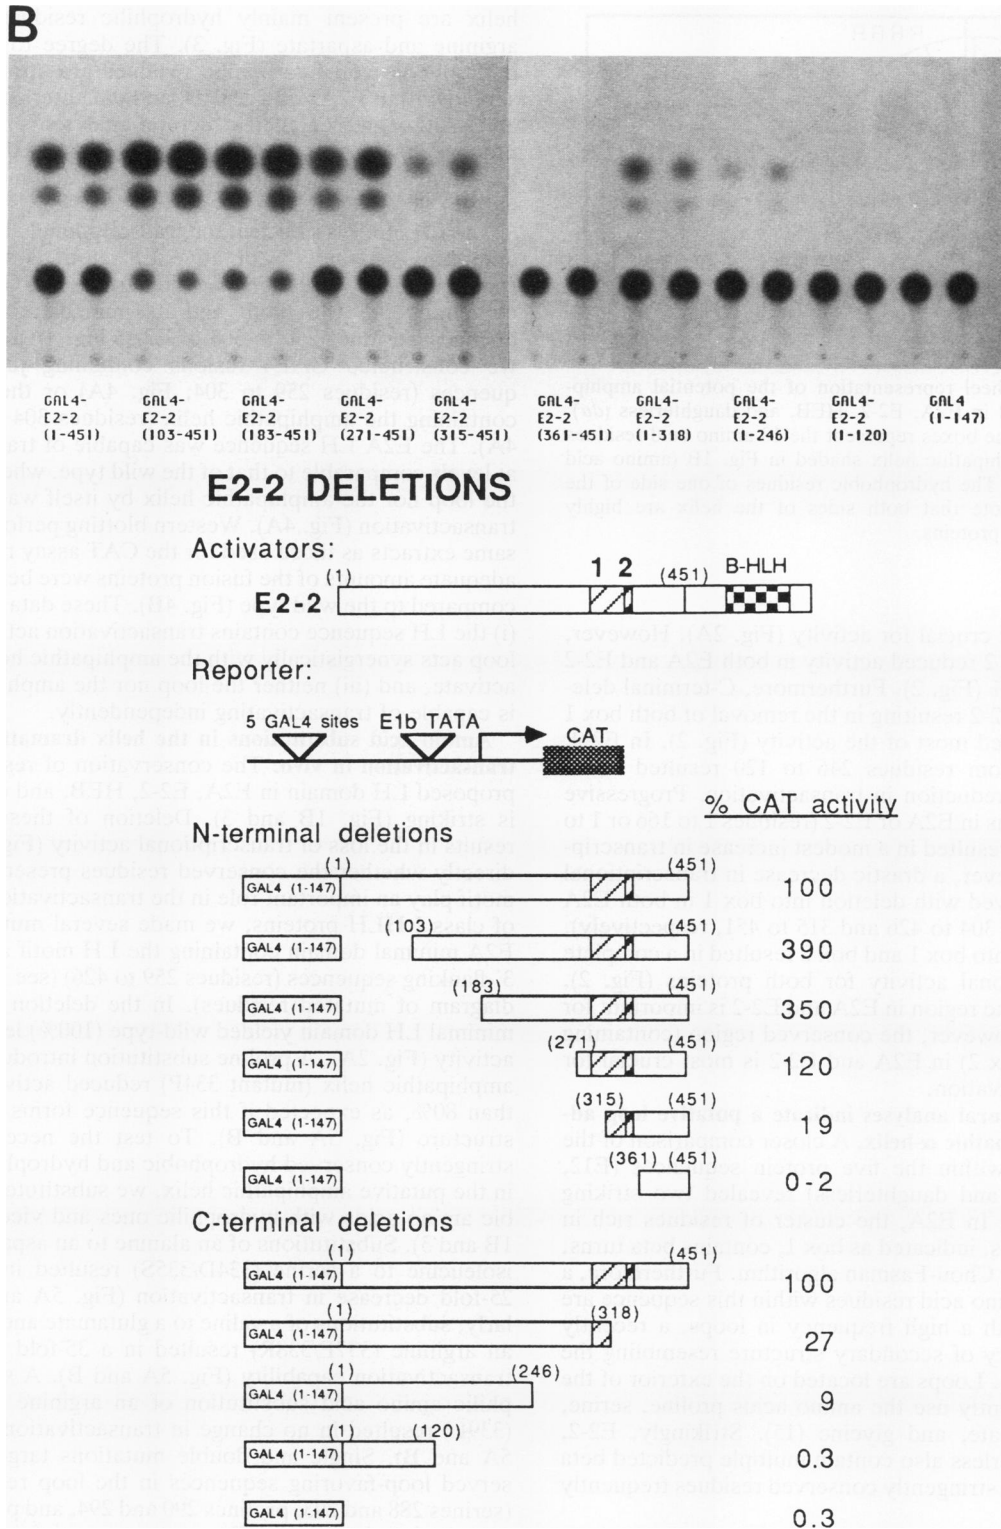 B
GAL4- GAL4- GAL4- GAL4- GAL4- GAL4- GAL4- GAL4- GAL4- GAL4
E2-2 E2-2 E2-2 E2-2 E2-2 E2-2 E2-2 E2-2 E2-2 (1-147)
(1-451) (103-451) (183-451) (271-451) (315-451) (361-451) (1-318) (1-246) (1-120)
E2-2 DELETIONS
Activators:
(1) 1 2 (451) B-HLH
E2-2
Reporter:
5 GAL4 sites E1b TATA CAT
% CAT activity
N-terminal deletions
(1) (451)
GAL4 (1-147) 100
(103) (451)
GAL4 (1-147) 390
(183) (451)
GAL4 (1-147) 350
(271) (451)
GAL4 (1-147) 120
(315) (451)
GAL4 (1-147) 19
(361) (451)
GAL4 (1-147) 0-2
C-terminal deletions
(1) (451)
GAL4 (1-147) 100
(1) (318)
GAL4 (1-147) 27
(1) (246)
GAL4 (1-147) 9
(1) (120)
GAL4 (1-147) 0.3
GAL4 (1-147) 0.3